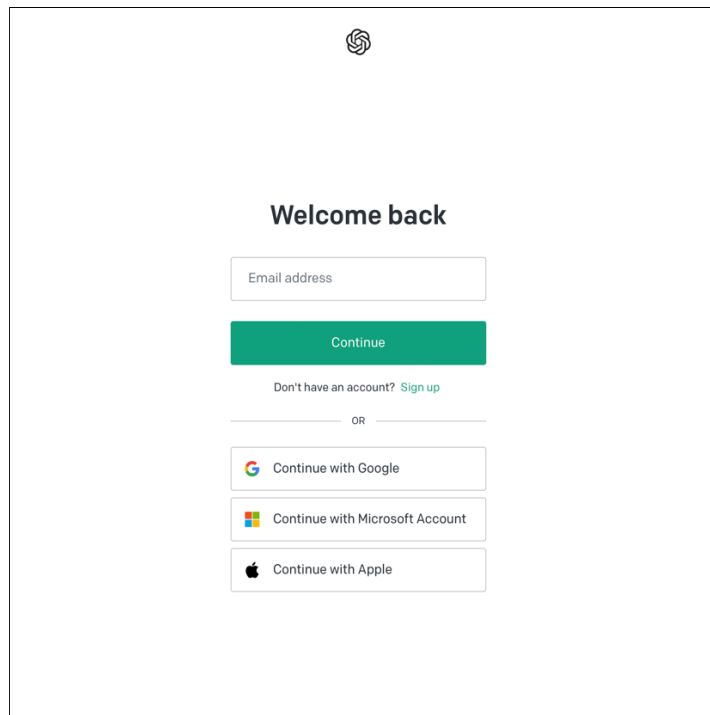 Welcome back
Email address
Continue
Don't have an account? Sign up
OR
Continue with Google
Continue with Microsoft Account
Continue with Apple